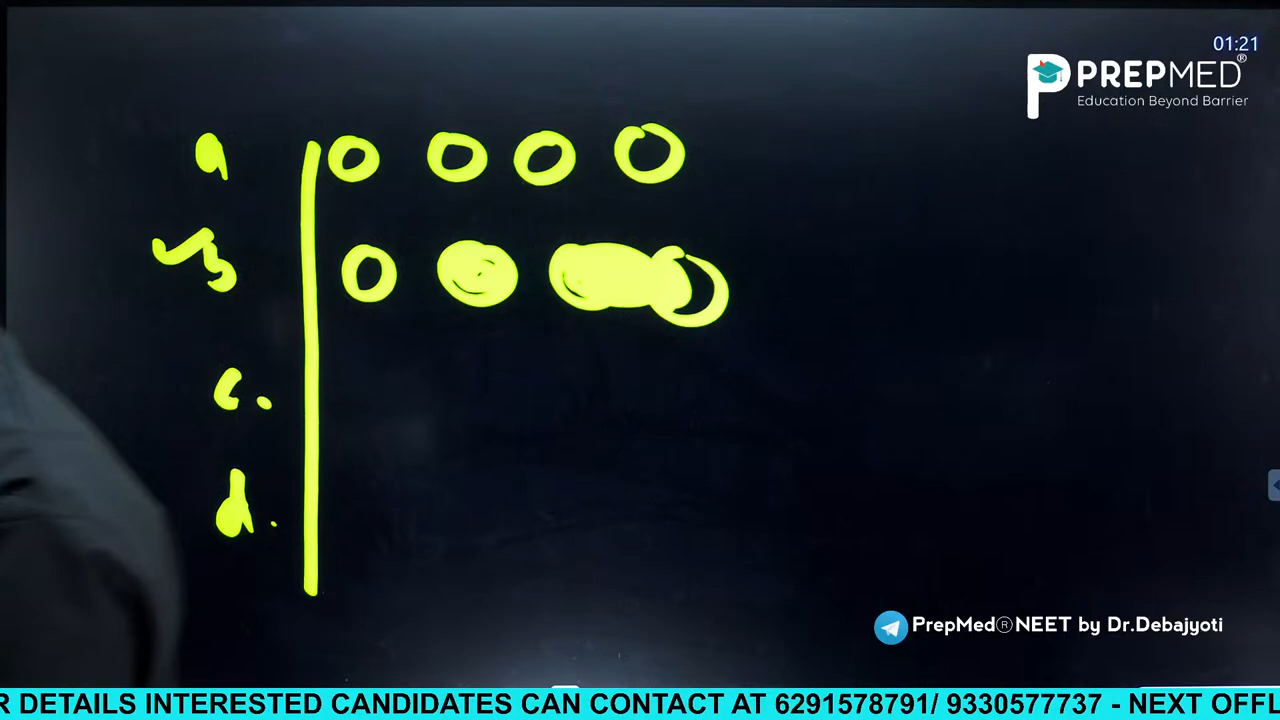 01:21
PREPMED®
Education Beyond Barrier
a
b
c.
d.
PrepMed®NEET by Dr.Debajyoti
R DETAILS INTERESTED CANDIDATES CAN CONTACT AT 6291578791/ 9330577737 - NEXT OFFL